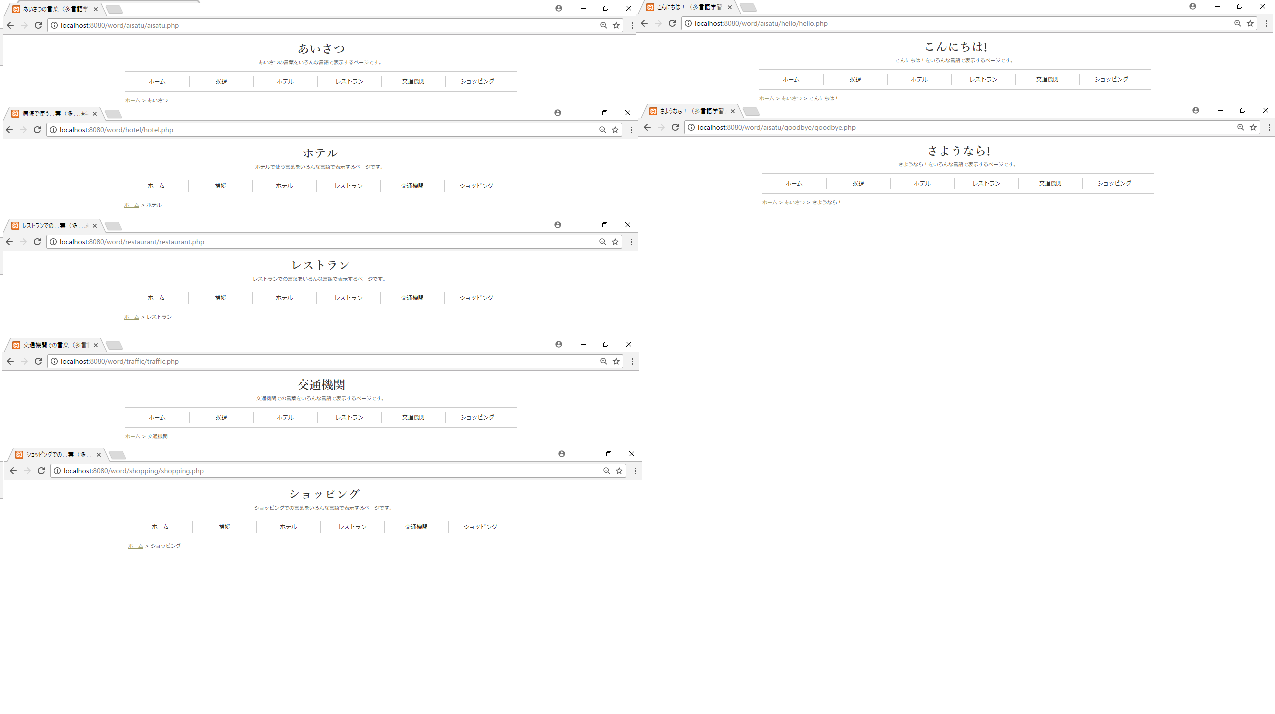 あいさつの言葉（多言語学
localhost:8080/word/aisatu/aisatu.php
あいさつ
あいさつの言葉をいろんな言語で表示するページです。
ホーム 挨拶 ホテル レストラン 交通機関 ショッピング
ホーム > あいさつ
localhost:8080/word/hotel/hotel.php
ホテル
ホテルで使う言葉をいろんな言語で表示するページです。
ホーム 挨拶 ホテル レストラン 交通機関 ショッピング
ホーム > ホテル
レストランでの
localhost:8080/word/restaurant/restaurant.php
レストラン
レストランでの言葉をいろんな言語で表示するページです。
ホーム 挨拶 ホテル レストラン 交通機関 ショッピング
ホーム > レストラン
交通機関での言葉（多言
localhost:8080/word/traffic/traffic.php
交通機関
交通機関での言葉をいろんな言語で表示するページです。
ホーム 挨拶 ホテル レストラン 交通機関 ショッピング
ホーム > 交通機関
ショッピングでの
localhost:8080/word/shopping/shopping.php
ショッピング
ショッピングでの言葉をいろんな言語で表示するページです。
ホーム 挨拶 ホテル レストラン 交通機関 ショッピング
ホーム > ショッピング
こんにちは！（多言語学習
localhost:8080/word/aisatu/hello/hello.php
こんにちは!
こんにちは！をいろんな言語で表示するページです。
ホーム 挨拶 ホテル レストラン 交通機関 ショッピング
ホーム > あいさつ > こんにちは!
さようなら！（多言語学習
localhost:8080/word/aisatu/goodbye/goodbye.php
さようなら!
さようなら！をいろんな言語で表示するページです。
ホーム 挨拶 ホテル レストラン 交通機関 ショッピング
ホーム > あいさつ > さようなら!